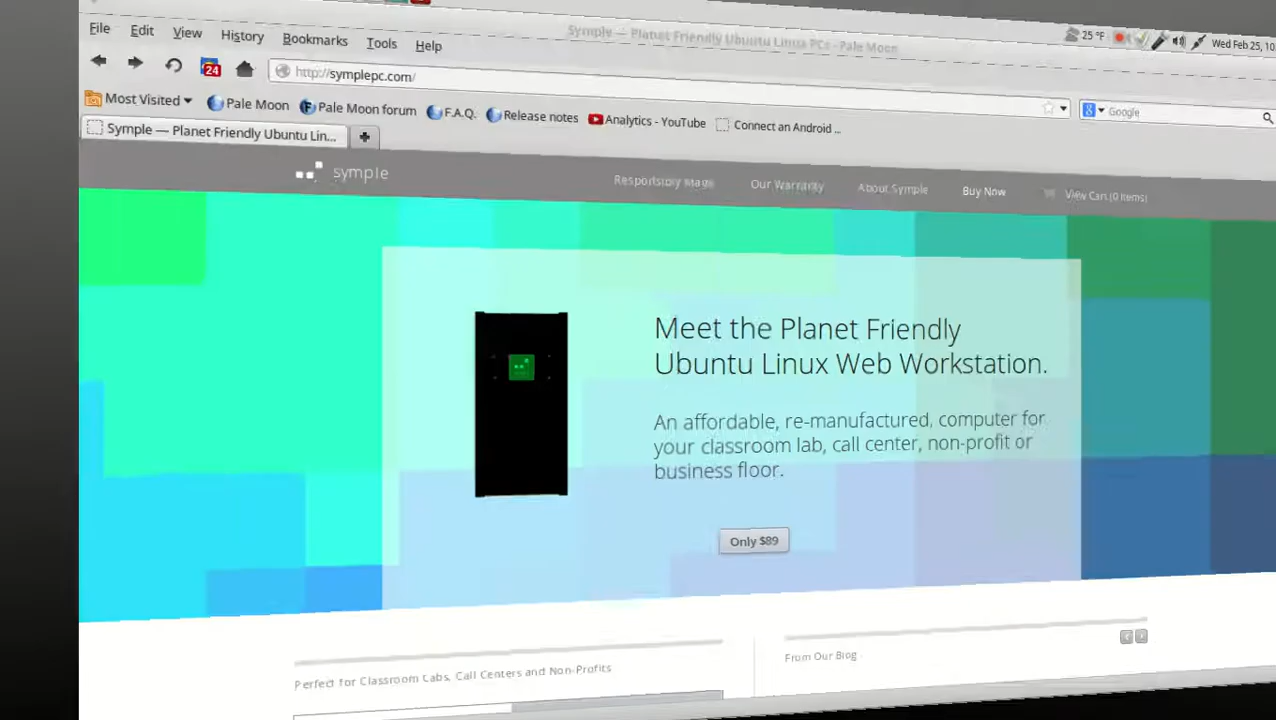 Symple — Planet Friendly Ubuntu Linux PCs - Pale Moon
25 °F
Wed Feb 25, 10
File Edit View History Bookmarks Tools Help
24
http://symplepc.com/
Google
Most Visited Pale Moon Pale Moon forum F.A.Q. Release notes Analytics - YouTube Connect an Android ...
Symple — Planet Friendly Ubuntu Lin...
symple
Responsibly Made Our Warranty About Symple Buy Now View Cart (0 items)
Meet the Planet Friendly
Ubuntu Linux Web Workstation.
An affordable, re-manufactured, computer for
your classroom lab, call center, non-profit or
business floor.
Only $89
Perfect for Classroom Labs, Call Centers and Non-Profits
From Our Blog